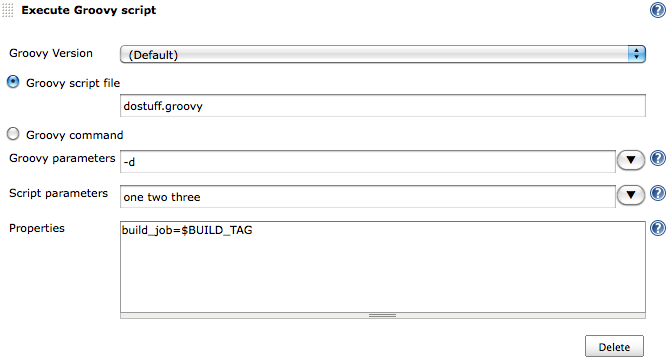 Execute Groovy script
?
Groovy Version (Default)
Groovy script file
dostuff.groovy
Groovy command
Groovy parameters -d ?
Script parameters one two three ?
Properties build_job=$BUILD_TAG ?
Delete